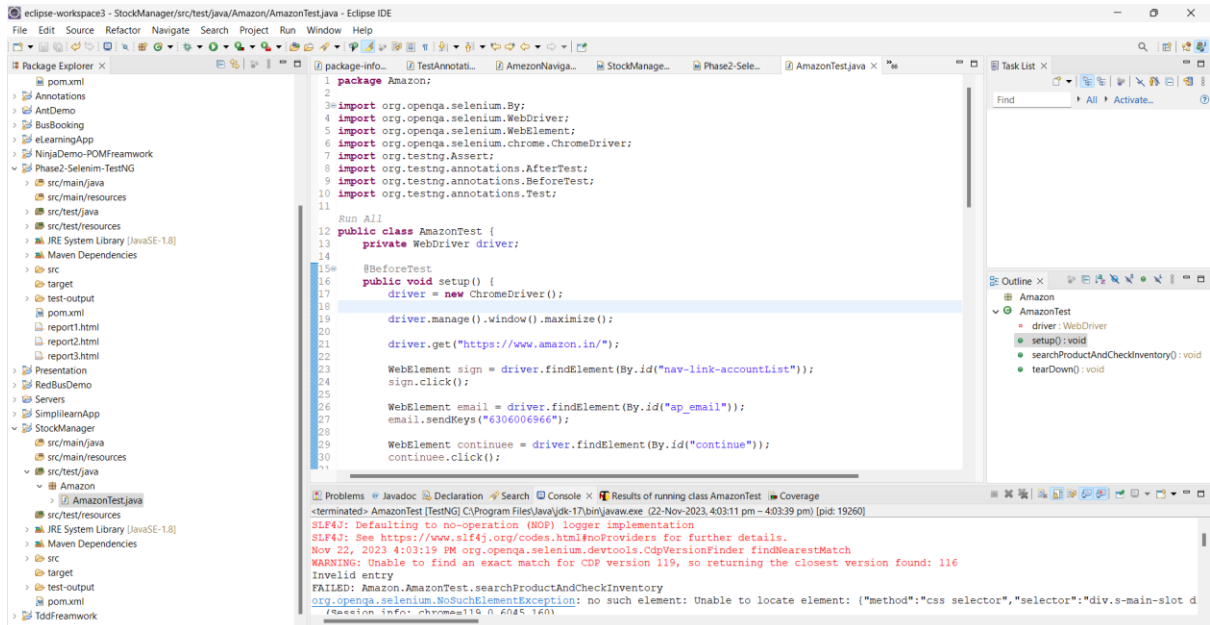 eclipse-workspace3 - StockManager/src/test/java/Amazon/AmazonTest.java - Eclipse IDE
File Edit Source Refactor Navigate Search Project Run Window Help
Package Explorer
pom.xml
Annotations
AntDemo
BusBooking
eLearningApp
NinjaDemo-POMFreamwork
Phase2-Selenim-TestNG
src/main/java
src/main/resources
src/test/java
src/test/resources
JRE System Library [JavaSE-1.8]
Maven Dependencies
src
target
test-output
pom.xml
report1.html
report2.html
report3.html
Presentation
RedBusDemo
Servers
SimplilearnApp
StockManager
src/main/java
src/main/resources
src/test/java
Amazon
AmazonTest.java
src/test/resources
JRE System Library [JavaSE-1.8]
Maven Dependencies
src
target
test-output
pom.xml
TddFreamwork
package-info... TestAnnotati... AmezonNaviga... StockManage... Phase2-Sele... AmazonTest.java
1 package Amazon;
2
3 import org.openqa.selenium.By;
4 import org.openqa.selenium.WebDriver;
5 import org.openqa.selenium.WebElement;
6 import org.openqa.selenium.chrome.ChromeDriver;
7 import org.testng.Assert;
8 import org.testng.annotations.AfterTest;
9 import org.testng.annotations.BeforeTest;
10 import org.testng.annotations.Test;
11
Run All
12 public class AmazonTest {
13 private WebDriver driver;
14
15 @BeforeTest
16 public void setup() {
17 driver = new ChromeDriver();
18
19 driver.manage().window().maximize();
20
21 driver.get("https://www.amazon.in/");
22
23 WebElement sign = driver.findElement(By.id("nav-link-accountList"));
24 sign.click();
25
26 WebElement email = driver.findElement(By.id("ap_email"));
27 email.sendKeys("6306006966");
28
29 WebElement continuee = driver.findElement(By.id("continue"));
30 continuee.click();
Task List
Find All Activate...
Outline
Amazon
AmazonTest
driver : WebDriver
setup() : void
searchProductAndCheckInventory() : void
tearDown() : void
Problems Javadoc Declaration Search Console Results of running class AmazonTest Coverage
<terminated> AmazonTest [TestNG] C:\Program Files\Java\jdk-17\bin\javaw.exe (22-Nov-2023, 4:03:11 pm – 4:03:39 pm) [pid: 19260]
SLF4J: Defaulting to no-operation (NOP) logger implementation
SLF4J: See https://www.slf4j.org/codes.html#noProviders for further details.
Nov 22, 2023 4:03:19 PM org.openqa.selenium.devtools.CdpVersionFinder findNearestMatch
WARNING: Unable to find an exact match for CDP version 119, so returning the closest version found: 116
Invelid entry
FAILED: Amazon.AmazonTest.searchProductAndCheckInventory
org.openqa.selenium.NoSuchElementException: no such element: Unable to locate element: {"method":"css selector","selector":"div.s-main-slot d
(Session info: chrome=119.0.6045.160)